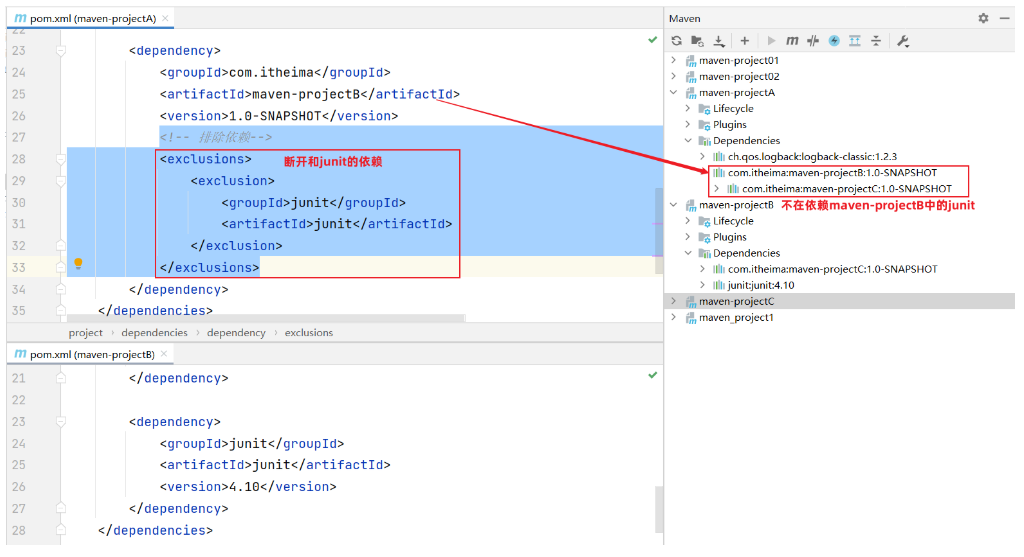 pom.xml (maven-projectA)
22
23 <dependency>
24 <groupId>com.itheima</groupId>
25 <artifactId>maven-projectB</artifactId>
26 <version>1.0-SNAPSHOT</version>
27 <!-- 排除依赖-->
28 <exclusions> 断开和junit的依赖
29 <exclusion>
30 <groupId>junit</groupId>
31 <artifactId>junit</artifactId>
32 </exclusion>
33 </exclusions>
34 </dependency>
35 </dependencies>
project › dependencies › dependency › exclusions
pom.xml (maven-projectB)
21 </dependency>
22
23 <dependency>
24 <groupId>junit</groupId>
25 <artifactId>junit</artifactId>
26 <version>4.10</version>
27 </dependency>
28 </dependencies>
Maven
maven-project01
maven-project02
maven-projectA
Lifecycle
Plugins
Dependencies
ch.qos.logback:logback-classic:1.2.3
com.itheima:maven-projectB:1.0-SNAPSHOT
com.itheima:maven-projectC:1.0-SNAPSHOT
maven-projectB 不在依赖maven-projectB中的junit
Lifecycle
Plugins
Dependencies
com.itheima:maven-projectC:1.0-SNAPSHOT
junit:junit:4.10
maven-projectC
maven_project1